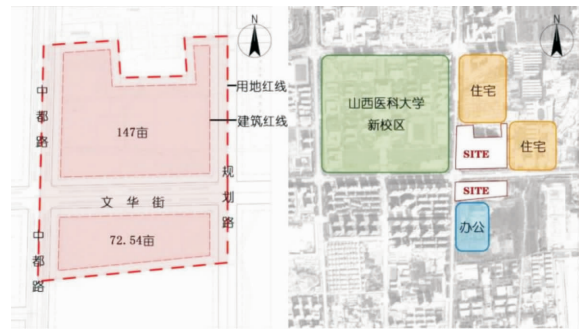 N
用地红线
建筑红线
中都路
147亩
规划路
文华街
中都路
72.54亩
N
山西医科大学
新校区
住宅
SITE
住宅
SITE
办公